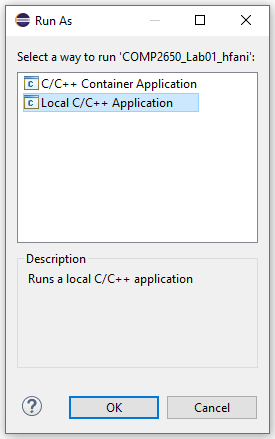 Run As
Select a way to run 'COMP2650_Lab01_hfani':
C/C++ Container Application
Local C/C++ Application
Description
Runs a local C/C++ application
OK
Cancel